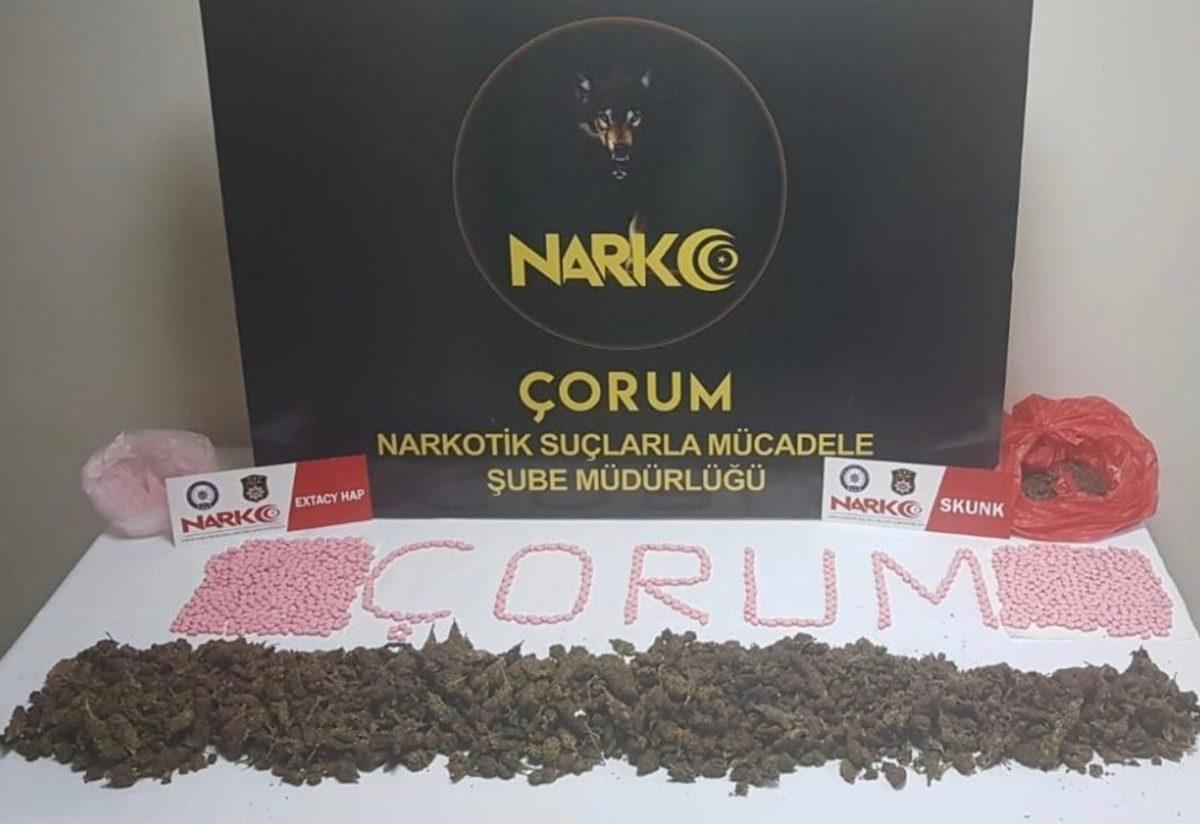 NARKO
ÇORUM
NARKOTİK SUÇLARLA MÜCADELE
ŞUBE MÜDÜRLÜĞÜ
NARKO
EXTACY HAP
NARKO
SKUNK
ÇORUM